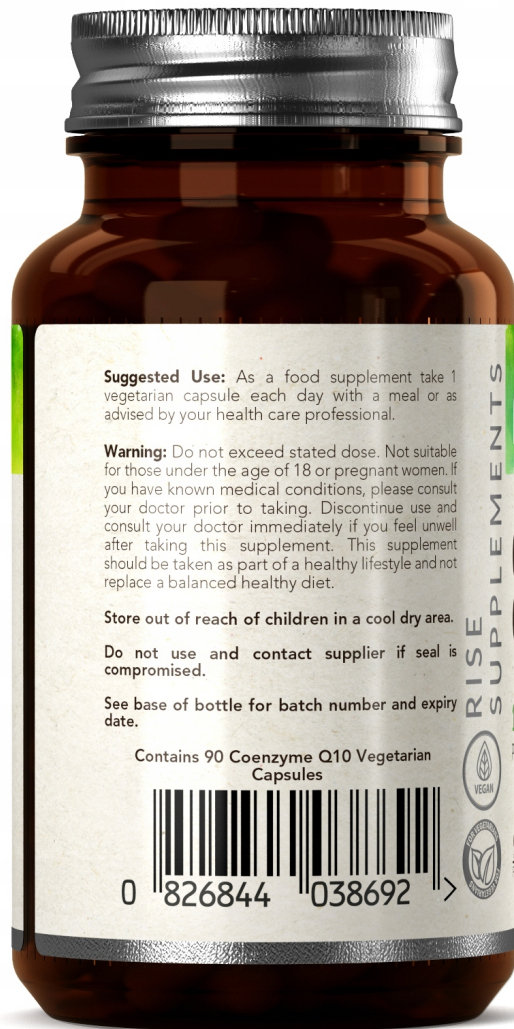 Suggested Use: As a food supplement take 1
vegetarian capsule each day with a meal or as
advised by your health care professional.
Warning: Do not exceed stated dose. Not suitable
for those under the age of 18 or pregnant women. If
you have known medical conditions, please consult
your doctor prior to taking. Discontinue use and
consult your doctor immediately if you feel unwell
after taking this supplement. This supplement
should be taken as part of a healthy lifestyle and not
replace a balanced healthy diet.
Store out of reach of children in a cool dry area.
Do not use and contact supplier if seal is
compromised.
See base of bottle for batch number and expiry
date.
Contains 90 Coenzyme Q10 Vegetarian
Capsules
0 826844 038692 >
RISE
SUPPLEMENTS
VEGAN